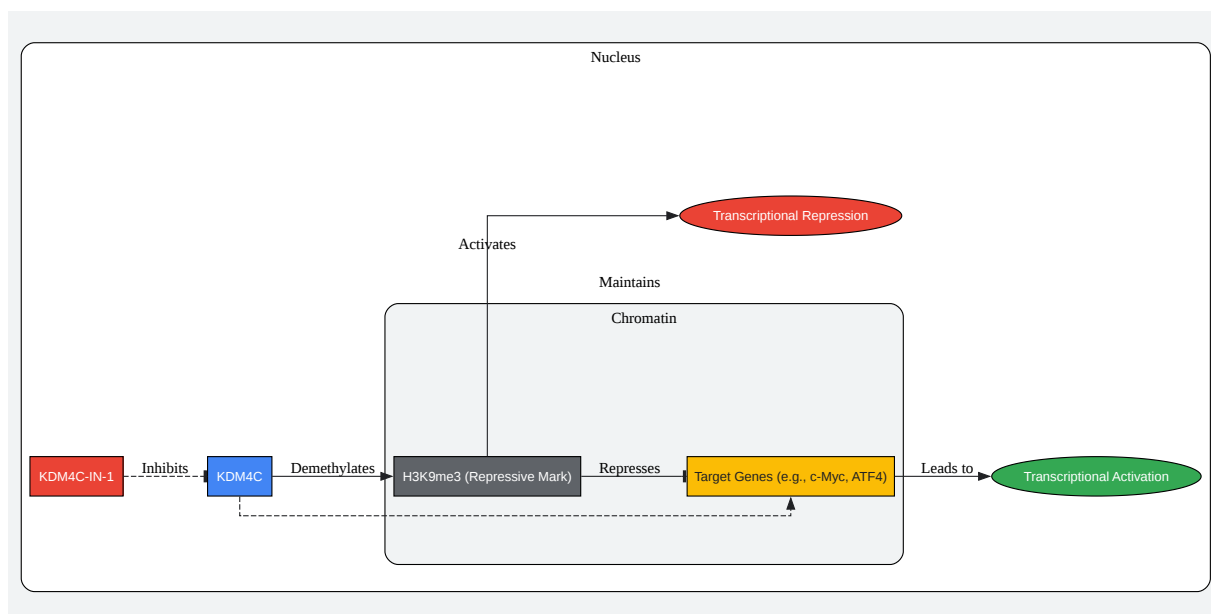 Nucleus
Transcriptional Repression
Activates
Maintains
Chromatin
KDM4C-IN-1
Inhibits
KDM4C
Demethylates
H3K9me3 (Repressive Mark)
Represses
Target Genes (e.g., c-Myc, ATF4)
Leads to
Transcriptional Activation